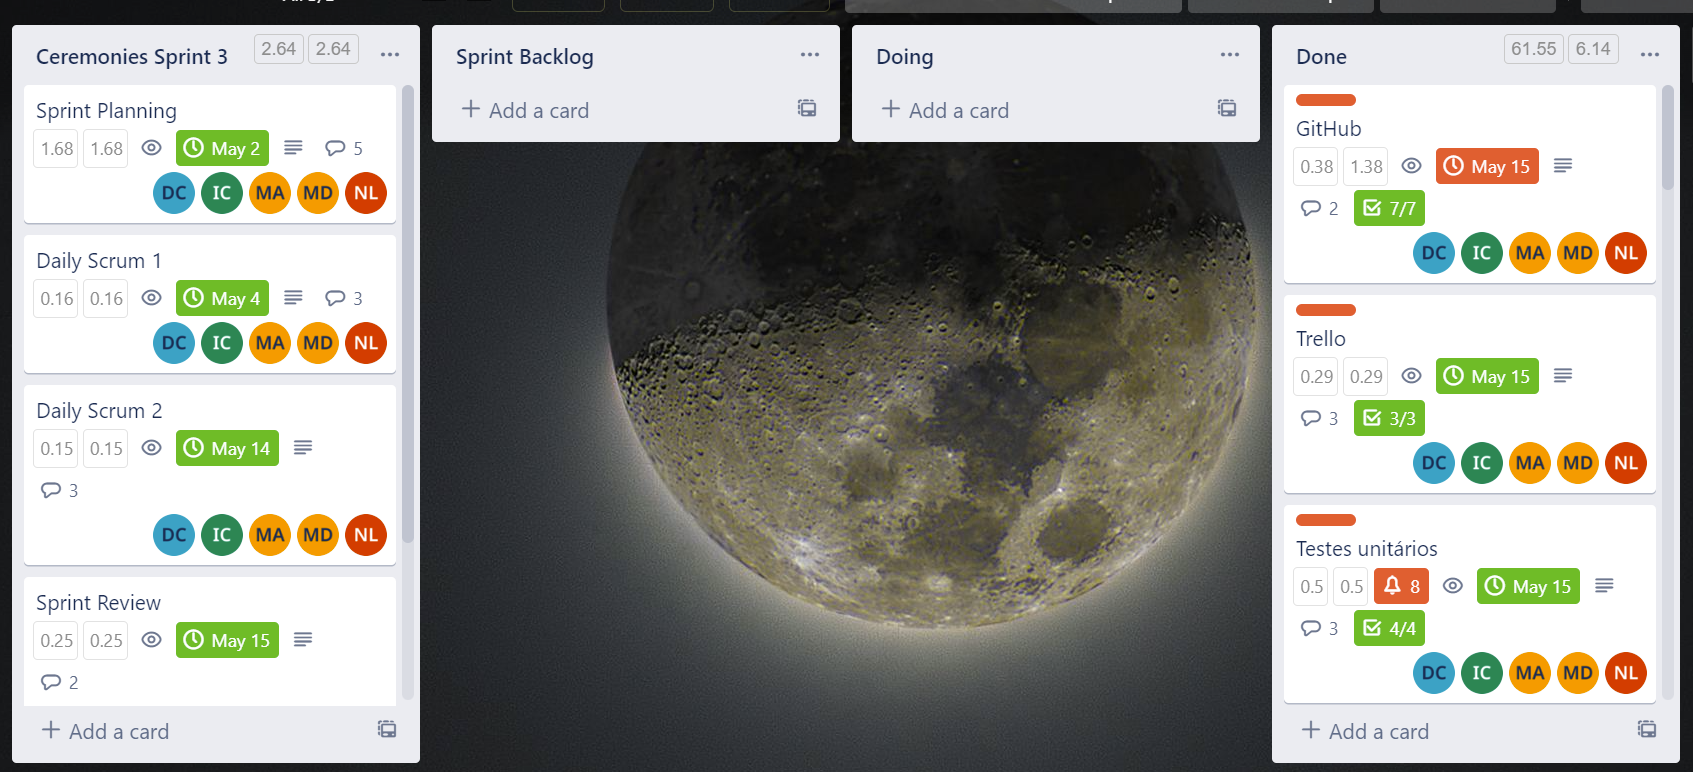 Ceremonies Sprint 3 2.64 2.64
Sprint Planning
1.68 1.68 May 2 5
DC IC MA MD NL
Daily Scrum 1
0.16 0.16 May 4 3
DC IC MA MD NL
Daily Scrum 2
0.15 0.15 May 14
3
DC IC MA MD NL
Sprint Review
0.25 0.25 May 15
2
+ Add a card
Sprint Backlog
+ Add a card
Doing
+ Add a card
Done 61.55 6.14
GitHub
0.38 1.38 May 15
2 7/7
DC IC MA MD NL
Trello
0.29 0.29 May 15
3 3/3
DC IC MA MD NL
Testes unitários
0.5 0.5 8 May 15
3 4/4
DC IC MA MD NL
+ Add a card